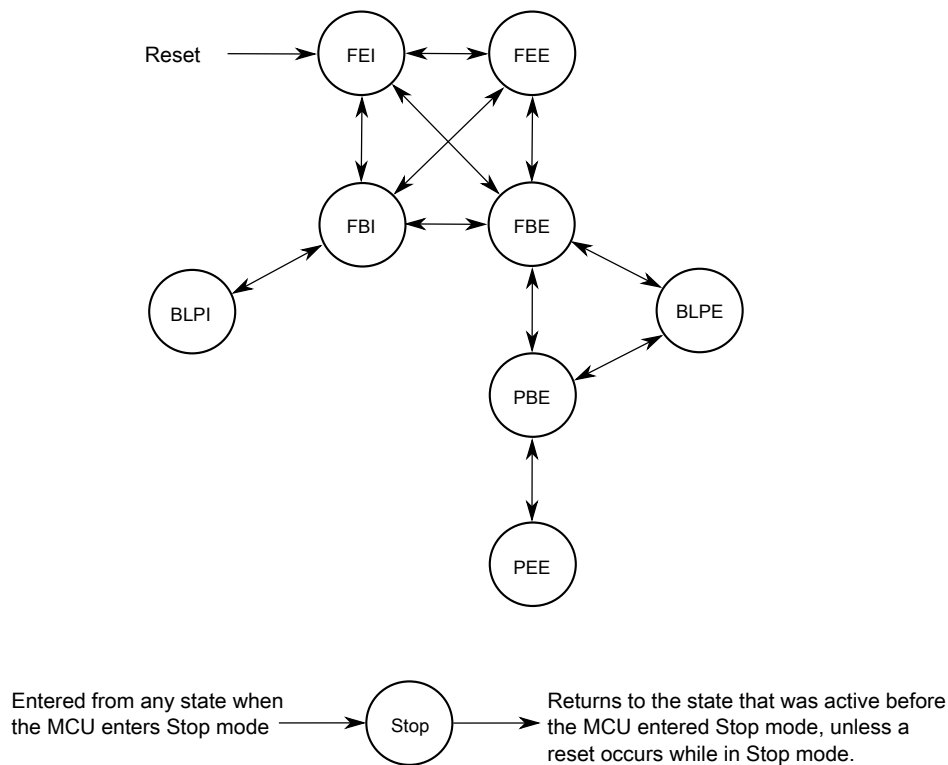 Reset
FEI
FEE
FBI
FBE
BLPI
BLPE
PBE
PEE
Entered from any state when
the MCU enters Stop mode
Stop
Returns to the state that was active before
the MCU entered Stop mode, unless a
reset occurs while in Stop mode.